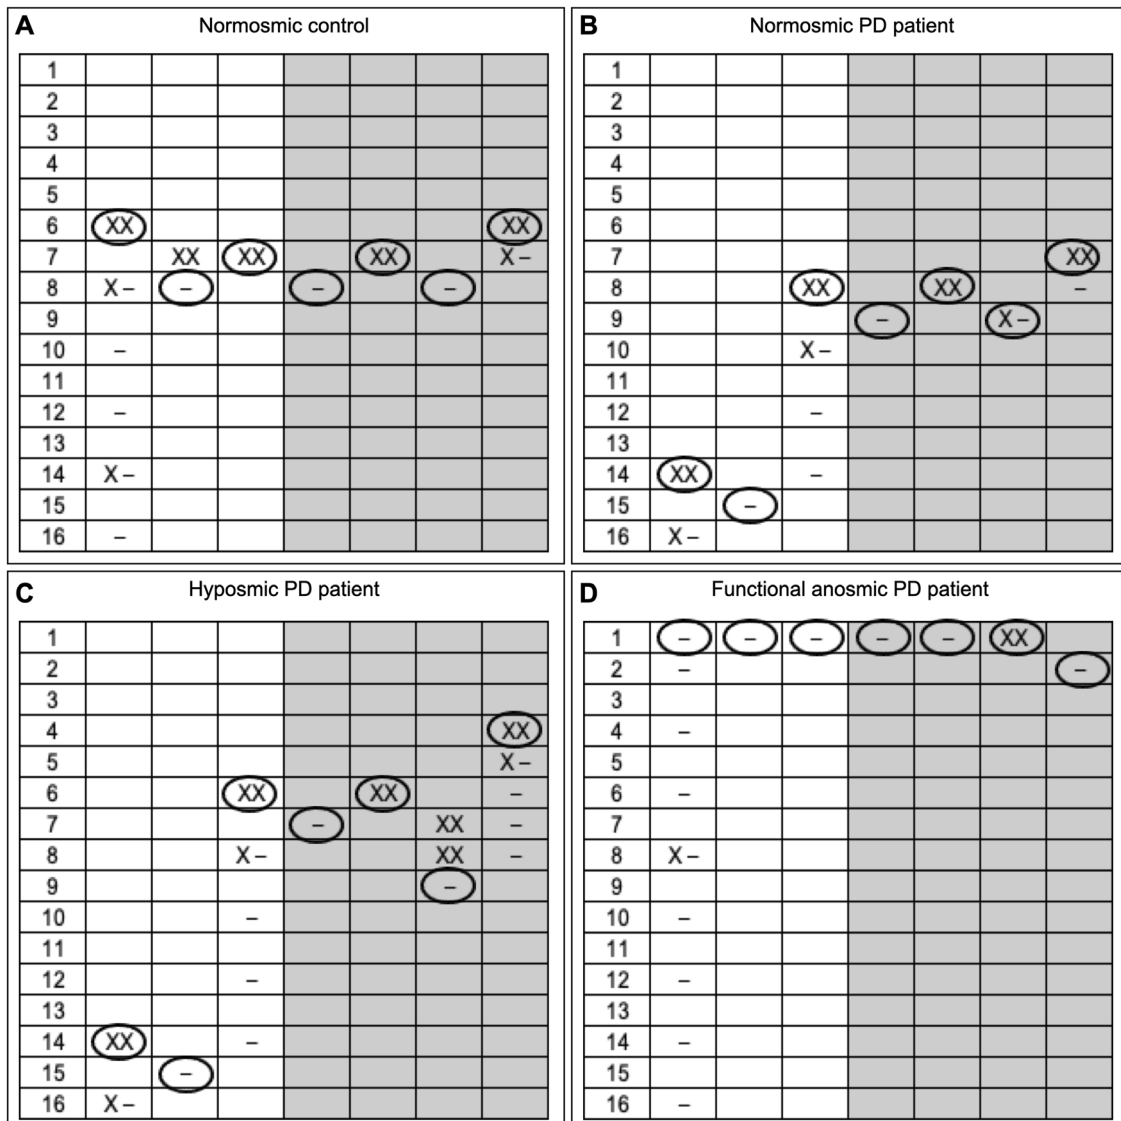 A Normosmic control
1
2
3
4
5
6 XX XX
7 XX XX XX X –
8 X – – – –
9
10 –
11
12 –
13
14 X –
15
16 –
B Normosmic PD patient
1
2
3
4
5
6
7 XX
8 XX XX –
9 – X –
10 X –
11
12 –
13
14 XX –
15 –
16 X –
C Hyposmic PD patient
1
2
3
4 XX
5 X –
6 XX XX –
7 – XX –
8 X – XX –
9 –
10 –
11
12 –
13
14 XX –
15 –
16 X –
D Functional anosmic PD patient
1 – – – – – XX
2 – –
3
4 –
5
6 –
7
8 X –
9
10 –
11
12 –
13
14 –
15
16 –